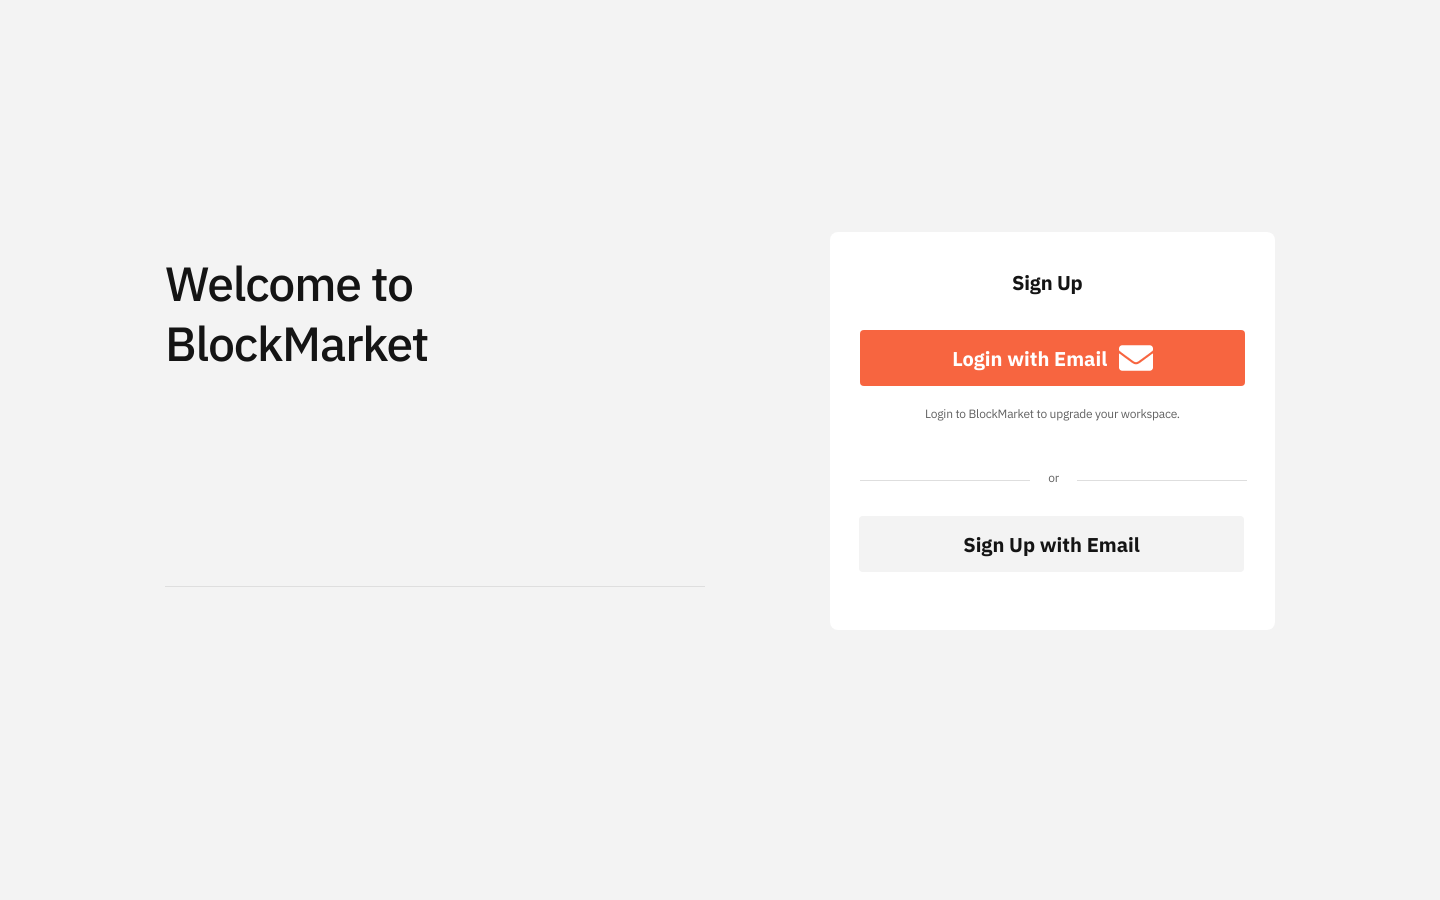 Welcome to
BlockMarket
Sign Up
Login with Email
Login to BlockMarket to upgrade your workspace.
or
Sign Up with Email